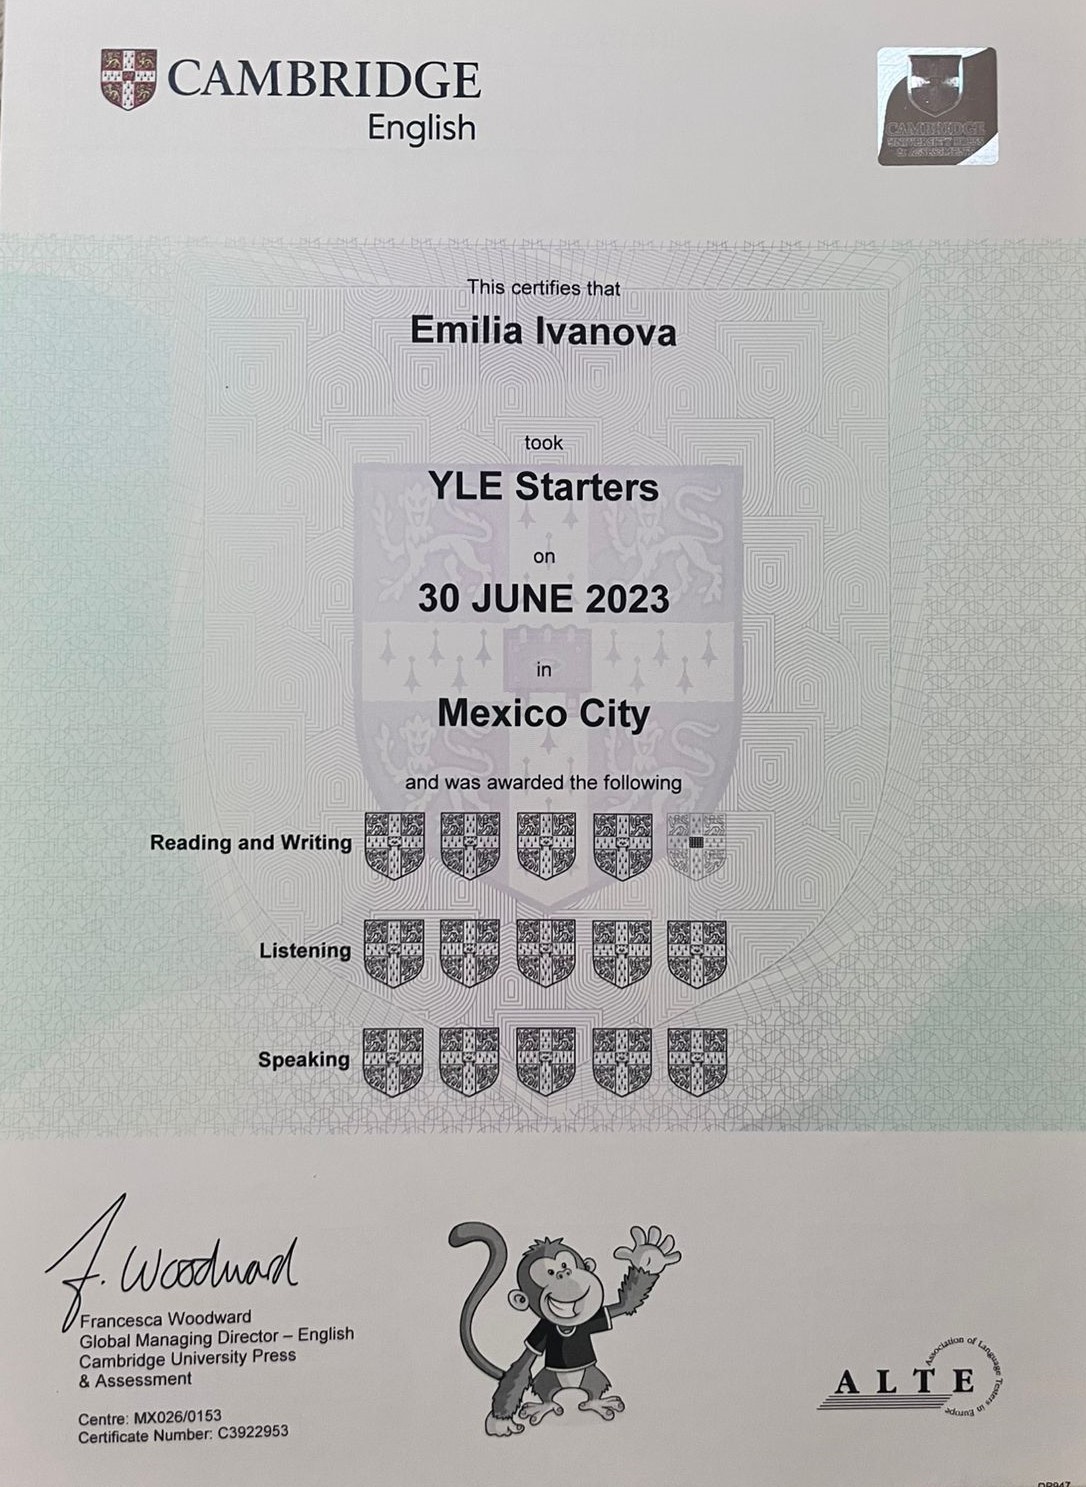 CAMBRIDGE
English
CAMBRIDGE
UNIVERSITY PRESS
& ASSESSMENT
This certifies that
Emilia Ivanova
took
YLE Starters
on
30 JUNE 2023
in
Mexico City
and was awarded the following
Reading and Writing
Listening
Speaking
F. Woodward
Francesca Woodward
Global Managing Director – English
Cambridge University Press
& Assessment
Centre: MX026/0153
Certificate Number: C3922953
ALTE
Association of Language Testers in Europe